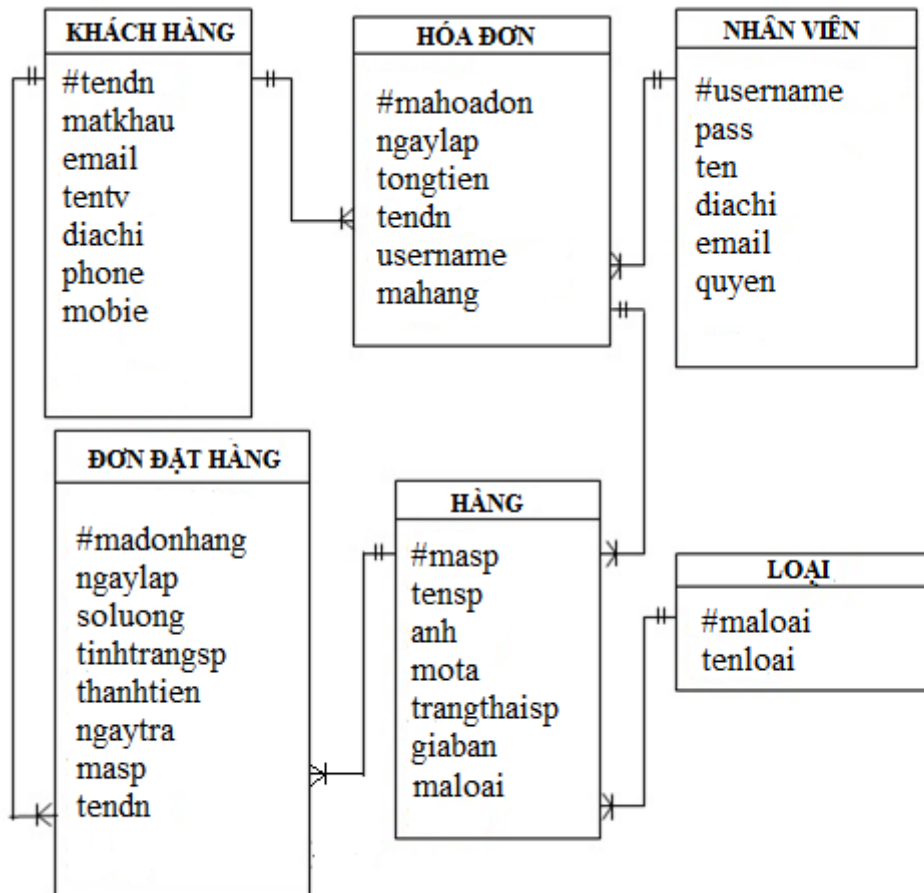 KHÁCH HÀNG
#tendn
matkhau
email
tentv
diachi
phone
mobie
HÓA ĐƠN
#mahoadon
ngaylap
tongtien
tendn
username
mahang
NHÂN VIÊN
#username
pass
ten
diachi
email
quyen
ĐƠN ĐẶT HÀNG
#madonhang
ngaylap
soluong
tinhtrangsp
thanhtien
ngaytra
masp
tendn
HÀNG
#masp
tensp
anh
mota
trangthaisp
giaban
maloai
LOẠI
#maloai
tenloai